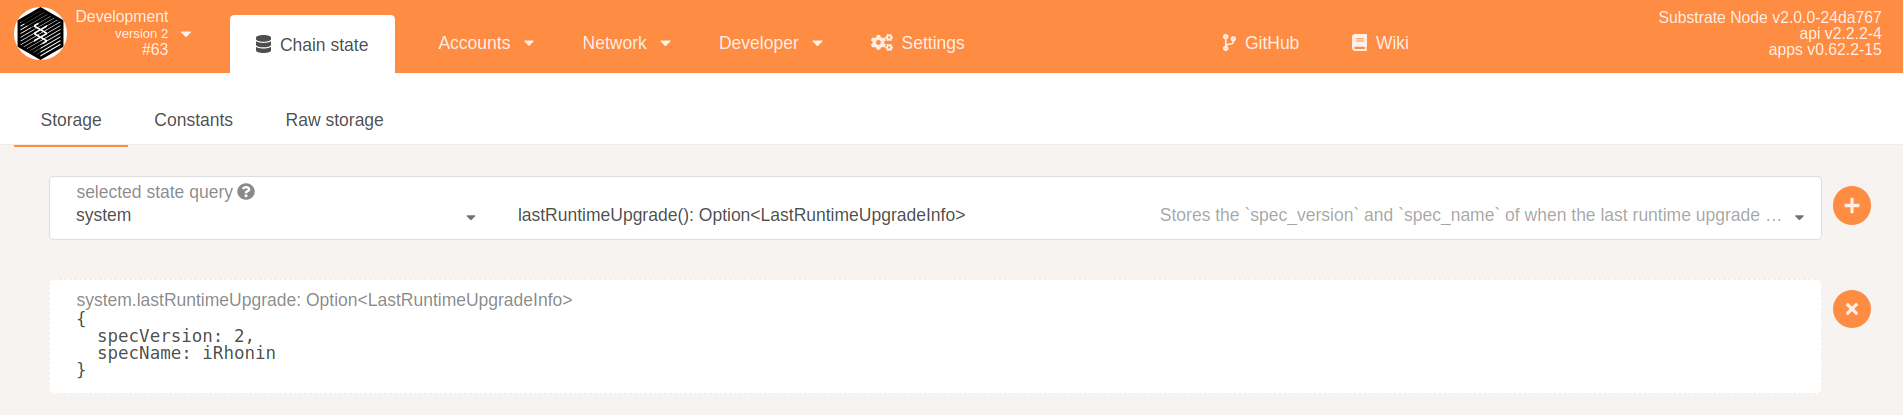 Development
version 2
#63
Chain state
Accounts
Network
Developer
Settings
GitHub
Wiki
Substrate Node v2.0.0-24da767
api v2.2.2-4
apps v0.62.2-15
Storage
Constants
Raw storage
selected state query
system
lastRuntimeUpgrade(): Option<LastRuntimeUpgradeInfo>
Stores the `spec_version` and `spec_name` of when the last runtime upgrade …
system.lastRuntimeUpgrade: Option<LastRuntimeUpgradeInfo>
{
  specVersion: 2,
  specName: iRhonin
}